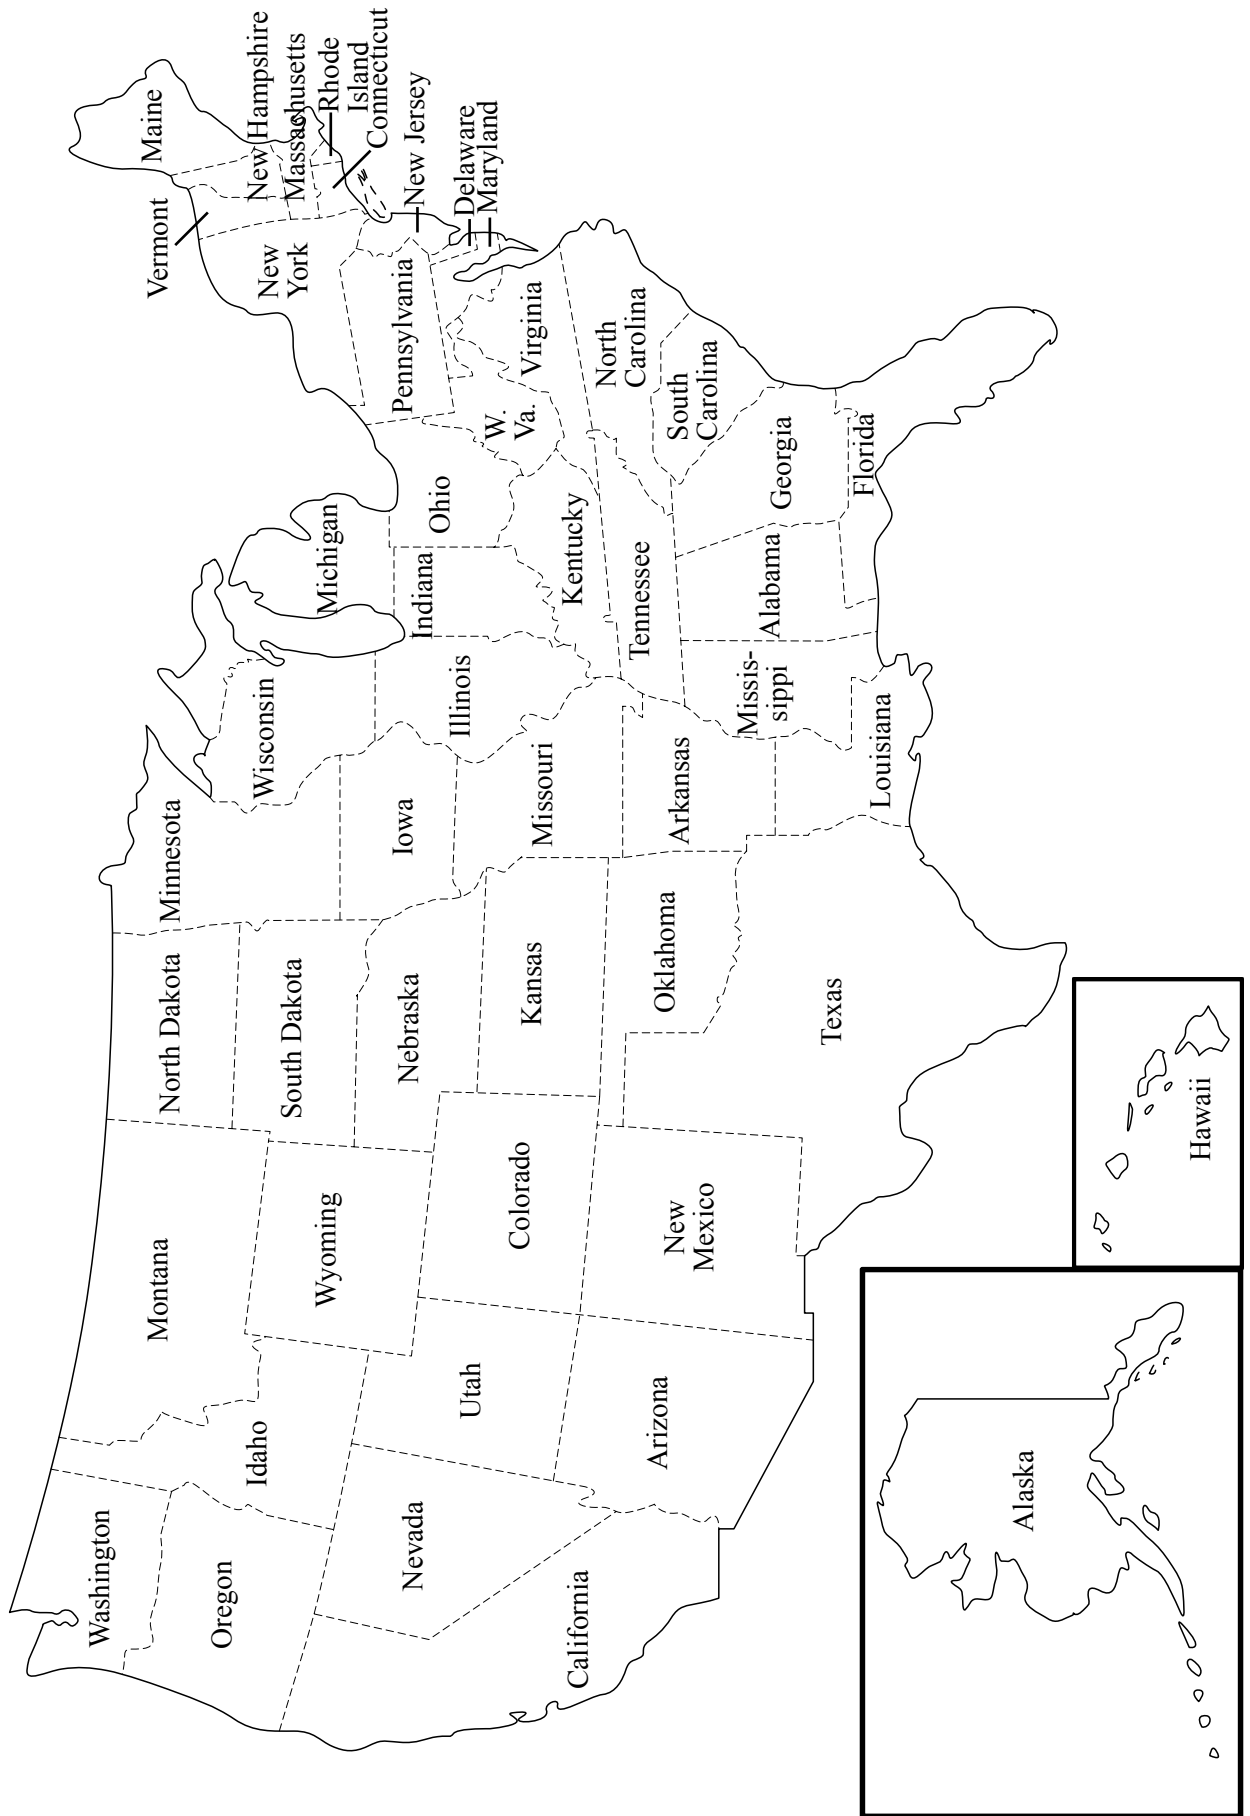 Washington
Oregon
California
Nevada
Idaho
Montana
Wyoming
Utah
Arizona
Colorado
New
Mexico
North Dakota
South Dakota
Nebraska
Kansas
Oklahoma
Texas
Minnesota
Iowa
Missouri
Arkansas
Louisiana
Wisconsin
Illinois
Missis-
sippi
Michigan
Indiana
Kentucky
Tennessee
Alabama
Ohio
Georgia
Florida
W.
Va.
Virginia
North
Carolina
South
Carolina
Pennsylvania
New
York
Vermont
Maine
New Hampshire
Massachusetts
Rhode
Island
Connecticut
New Jersey
Delaware
Maryland
Alaska
Hawaii